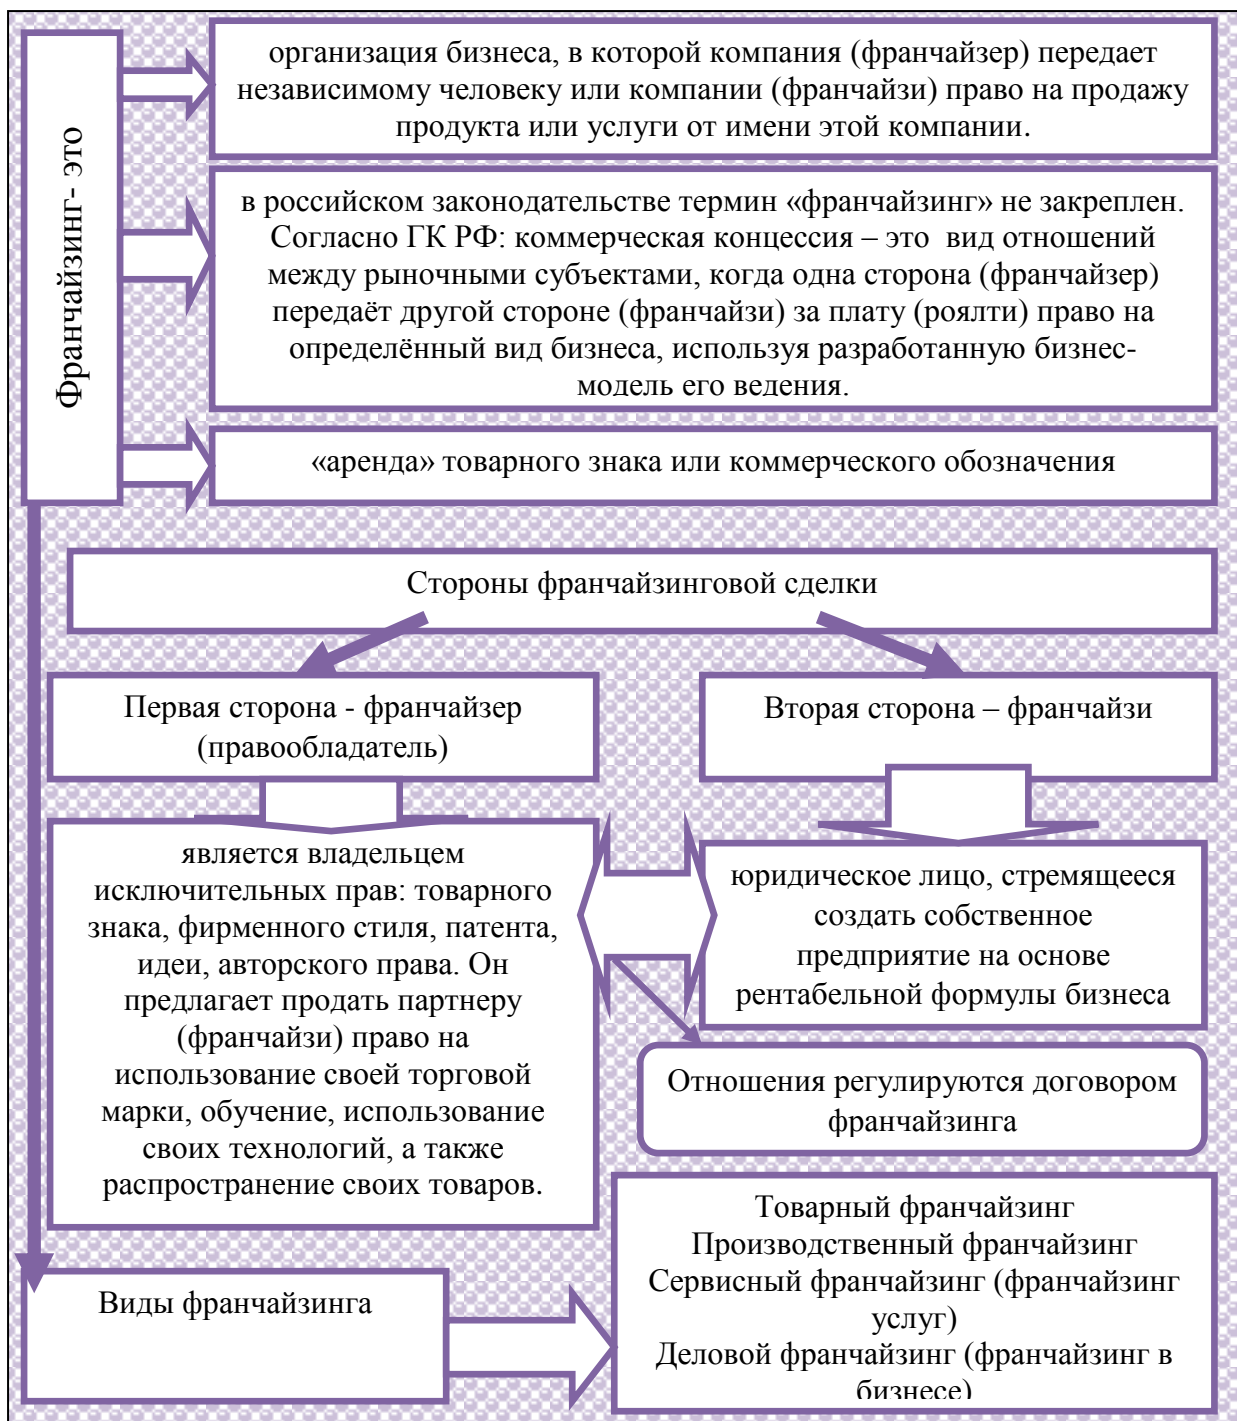 Франчайзинг- это
организация бизнеса, в которой компания (франчайзер) передает
независимому человеку или компании (франчайзи) право на продажу
продукта или услуги от имени этой компании.
в российском законодательстве термин «франчайзинг» не закреплен.
Согласно ГК РФ: коммерческая концессия – это вид отношений
между рыночными субъектами, когда одна сторона (франчайзер)
передаёт другой стороне (франчайзи) за плату (роялти) право на
определённый вид бизнеса, используя разработанную бизнес-
модель его ведения.
«аренда» товарного знака или коммерческого обозначения
Стороны франчайзинговой сделки
Первая сторона - франчайзер
(правообладатель)
Вторая сторона – франчайзи
является владельцем
исключительных прав: товарного
знака, фирменного стиля, патента,
идеи, авторского права. Он
предлагает продать партнеру
(франчайзи) право на
использование своей торговой
марки, обучение, использование
своих технологий, а также
распространение своих товаров.
юридическое лицо, стремящееся
создать собственное
предприятие на основе
рентабельной формулы бизнеса
Отношения регулируются договором
франчайзинга
Виды франчайзинга
Товарный франчайзинг
Производственный франчайзинг
Сервисный франчайзинг (франчайзинг
услуг)
Деловой франчайзинг (франчайзинг в
бизнесе)